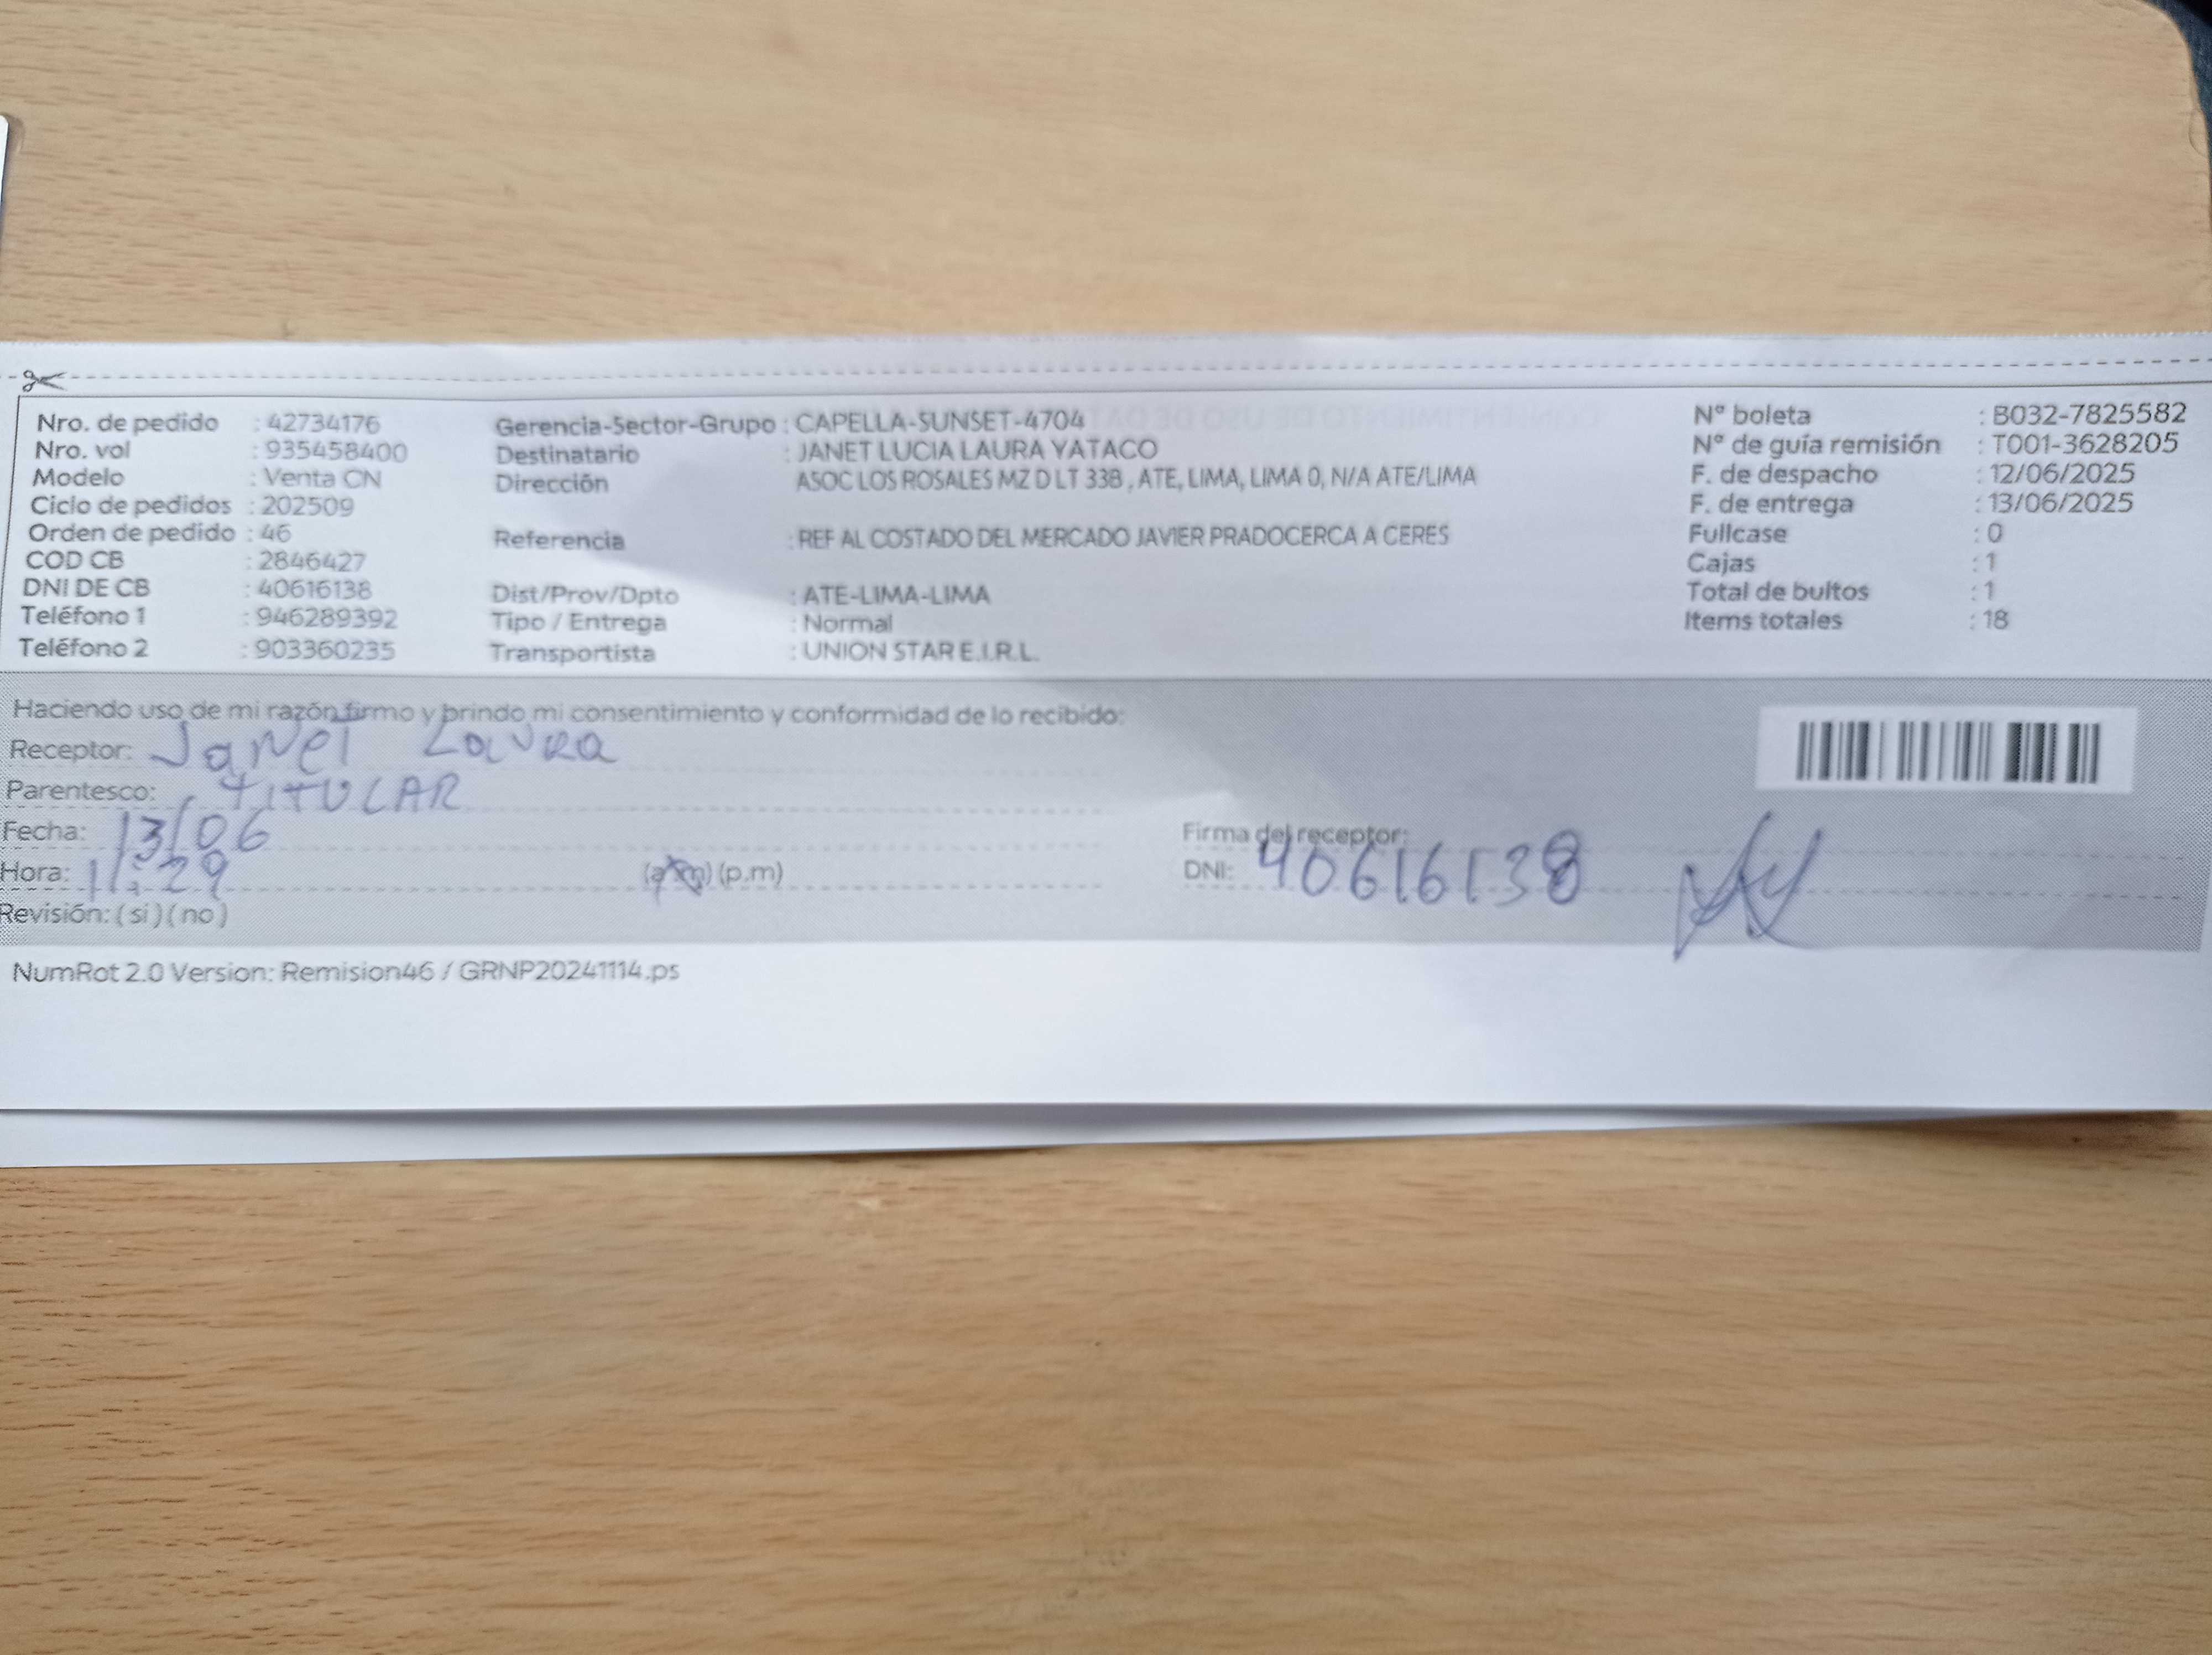 Nro. de pedido : 42734176
Nro. vol : 935458400
Modelo : Venta CN
Ciclo de pedidos : 202509
Orden de pedido : 46
COD CB : 2846427
DNI DE CB : 40616138
Teléfono 1 : 946289392
Teléfono 2 : 903360235
Gerencia-Sector-Grupo : CAPELLA-SUNSET-4704
Destinatario : JANET LUCIA LAURA YATACO
Dirección ASOC LOS ROSALES MZ D LT 33B , ATE, LIMA, LIMA 0, N/A ATE/LIMA
Referencia : REF AL COSTADO DEL MERCADO JAVIER PRADOCERCA A CERES
Dist/Prov/Dpto : ATE-LIMA-LIMA
Tipo / Entrega : Normal
Transportista : UNION STAR E.I.R.L.
N° boleta : B032-7825582
N° de guía remisión : T001-3628205
F. de despacho : 12/06/2025
F. de entrega : 13/06/2025
Fullcase : 0
Cajas : 1
Total de bultos : 1
Items totales : 18
Haciendo uso de mi razón firmo y brindo mi consentimiento y conformidad de lo recibido:
Receptor: Janet Laura
Parentesco: TITULAR
Fecha: 13/06
Hora: 11:29 (a.m) (p.m)
Revisión: ( si ) ( no )
Firma del receptor:
DNI: 40616138
NumRot 2.0 Version: Remision46 / GRNP20241114.ps